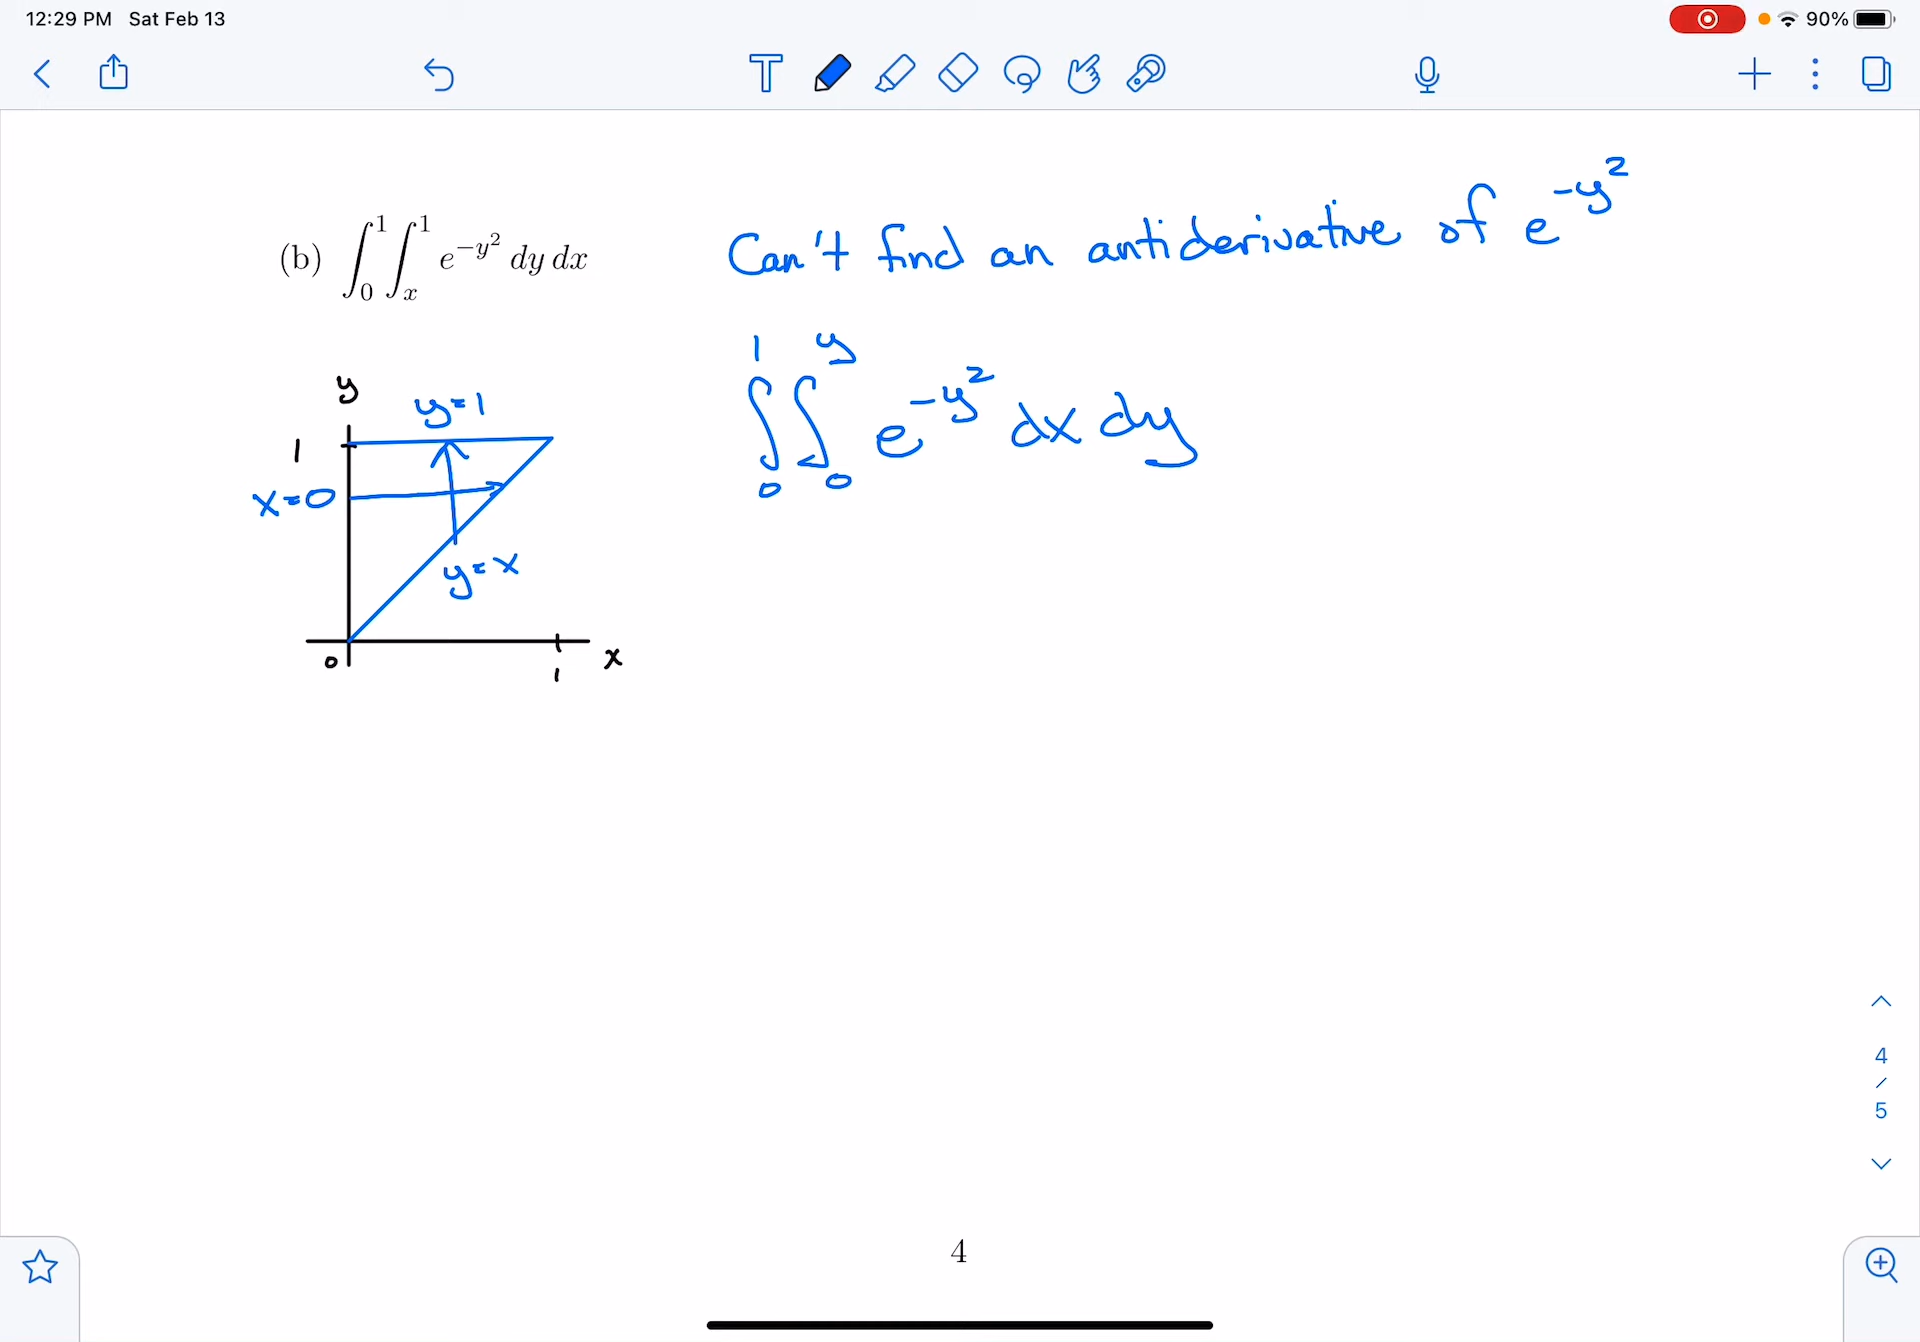 12:29 PM Sat Feb 13
90%
T
(b) ∫₀¹ ∫ₓ¹ e^{−y²} dy dx
Can't find an antiderivative of e^{−y²}
∫₀¹ ∫₀^y e^{−y²} dx dy
y
y=1
1
x=0
y=x
0
1
x
4
/
5
4